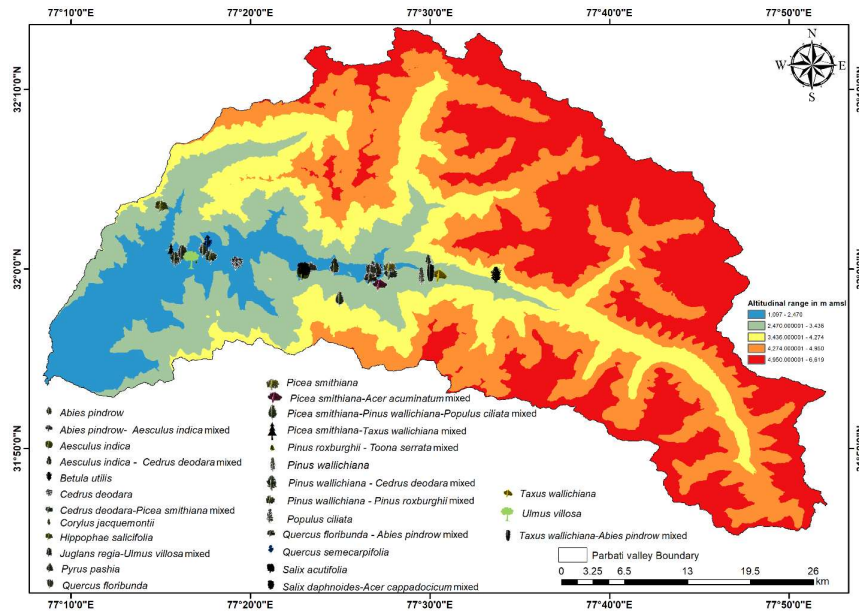 77°10'0"E 77°20'0"E 77°30'0"E 77°40'0"E 77°50'0"E
N
W E
S
32°10'0"N
Altitudinal range in m amsl
1,097 - 2,470
2,470.000001 - 3,436
3,436.000001 - 4,274
4,274.000001 - 4,950
4,950.000001 - 6,619
31°50'0"N
Abies pindrow
Abies pindrow- Aesculus indica mixed
Aesculus indica
Aesculus indica - Cedrus deodara mixed
Betula utilis
Cedrus deodara
Cedrus deodara-Picea smithiana mixed
Corylus jacquemontii
Hippophae salicifolia
Juglans regia-Ulmus villosa mixed
Pyrus pashia
Quercus floribunda
Picea smithiana
Picea smithiana-Acer acuminatum mixed
Picea smithiana-Pinus wallichiana-Populus ciliata mixed
Picea smithiana-Taxus wallichiana mixed
Pinus roxburghii - Toona serrata mixed
Pinus wallichiana
Pinus wallichiana - Cedrus deodara mixed
Pinus wallichiana - Pinus roxburghii mixed
Populus ciliata
Quercus floribunda - Abies pindrow mixed
Quercus semecarpifolia
Salix acutifolia
Salix daphnoides-Acer cappadocicum mixed
Taxus wallichiana
Ulmus villosa
Taxus wallichiana-Abies pindrow mixed
Parbati valley Boundary
0 3.25 6.5 13 19.5 26
km
77°10'0"E 77°20'0"E 77°30'0"E 77°40'0"E 77°50'0"E